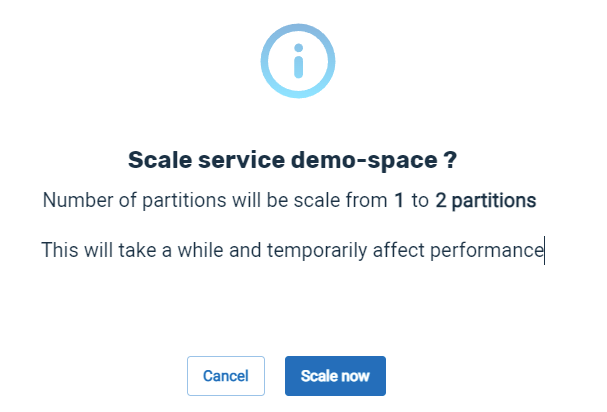 Scale service demo-space ?
Number of partitions will be scale from 1 to 2 partitions
This will take a while and temporarily affect performance
Cancel Scale now